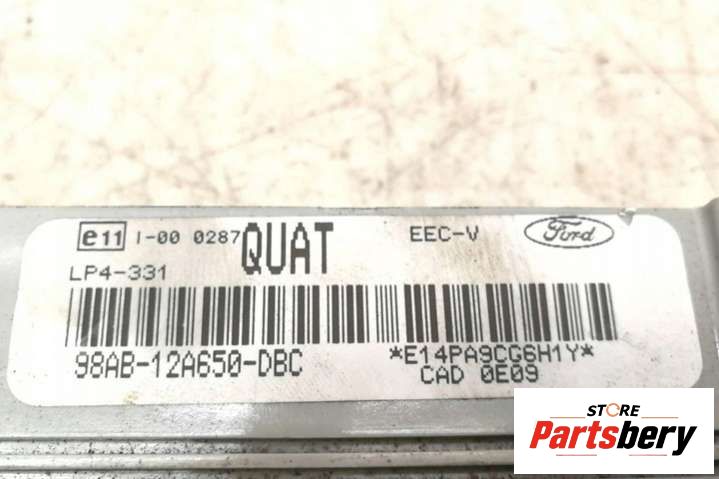 e11 I-00 0287 QUAT EEC-V Ford
LP4-331
98AB-12A650-DBC *E14PA9CG6H1Y*
CAD 0E09
STORE
Partsbery